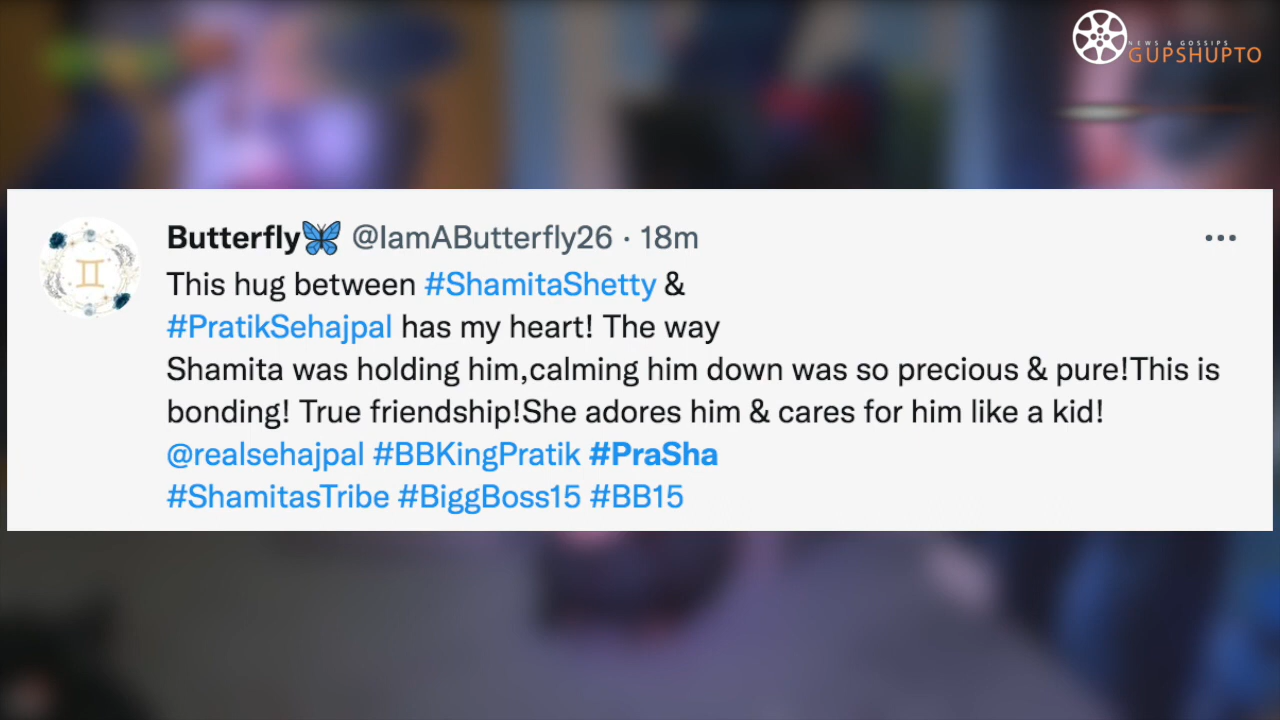 NEWS & GOSSIPS
GUPSHUPTO
Butterfly🦋 @IamAButterfly26 · 18m
This hug between #ShamitaShetty &
#PratikSehajpal has my heart! The way
Shamita was holding him,calming him down was so precious & pure!This is
bonding! True friendship!She adores him & cares for him like a kid!
@realsehajpal #BBKingPratik #PraSha
#ShamitasTribe #BiggBoss15 #BB15